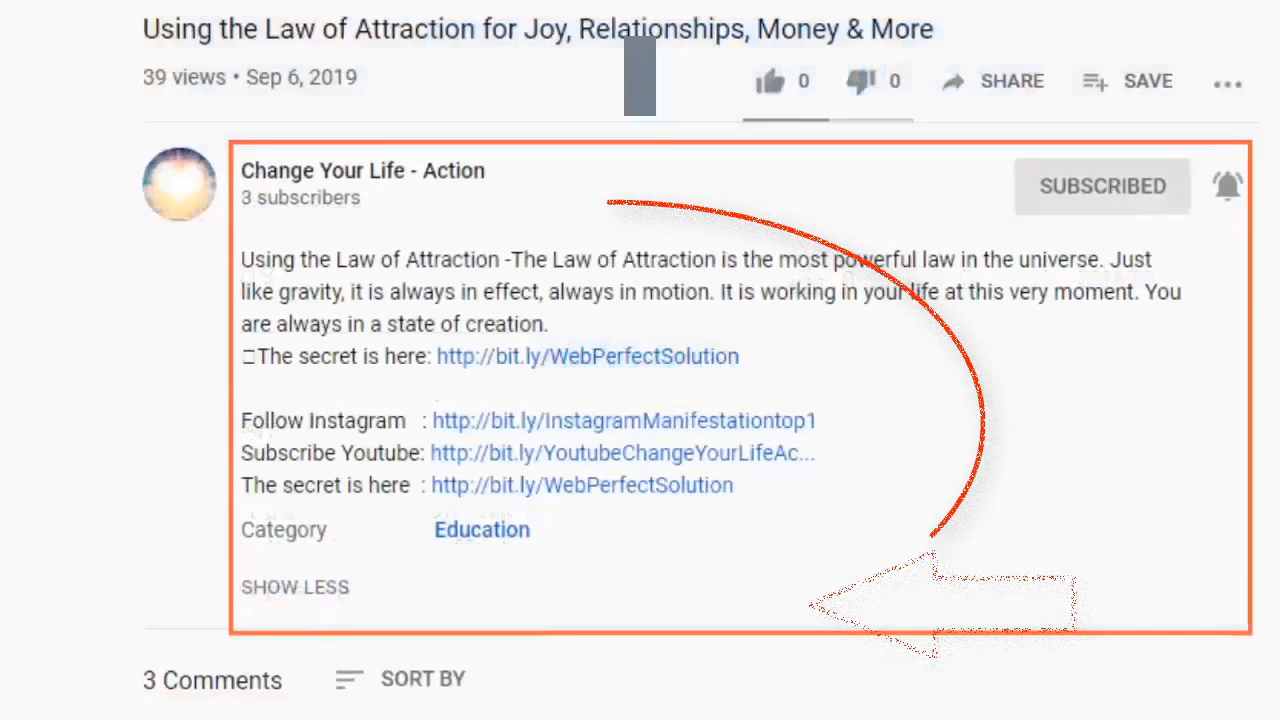 Using the Law of Attraction for Joy, Relationships, Money & More
39 views • Sep 6, 2019
0 0 SHARE SAVE
Change Your Life - Action
3 subscribers
SUBSCRIBED
Using the Law of Attraction -The Law of Attraction is the most powerful law in the universe. Just
like gravity, it is always in effect, always in motion. It is working in your life at this very moment. You
are always in a state of creation.
□The secret is here: http://bit.ly/WebPerfectSolution
Follow Instagram : http://bit.ly/InstagramManifestationtop1
Subscribe Youtube: http://bit.ly/YoutubeChangeYourLifeAc...
The secret is here : http://bit.ly/WebPerfectSolution
Category Education
SHOW LESS
3 Comments SORT BY